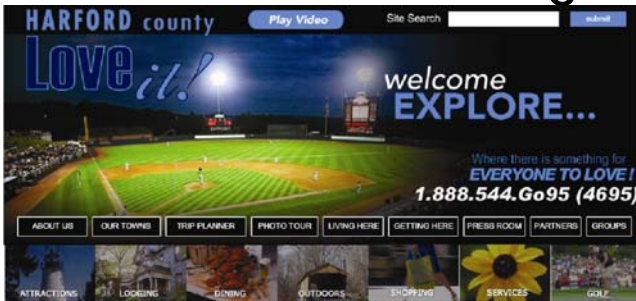 HARFORD county
Play Video
Site Search
submit
LOVE it!
welcome
EXPLORE...
Where there is something for
EVERYONE TO LOVE!
1.888.544.Go95 (4695)
ABOUT US OUR TOWNS TRIP PLANNER PHOTO TOUR LIVING HERE GETTING HERE PRESS ROOM PARTNERS GROUPS
ATTRACTIONS LODGING DINING OUTDOORS SHOPPING SERVICES GOLF